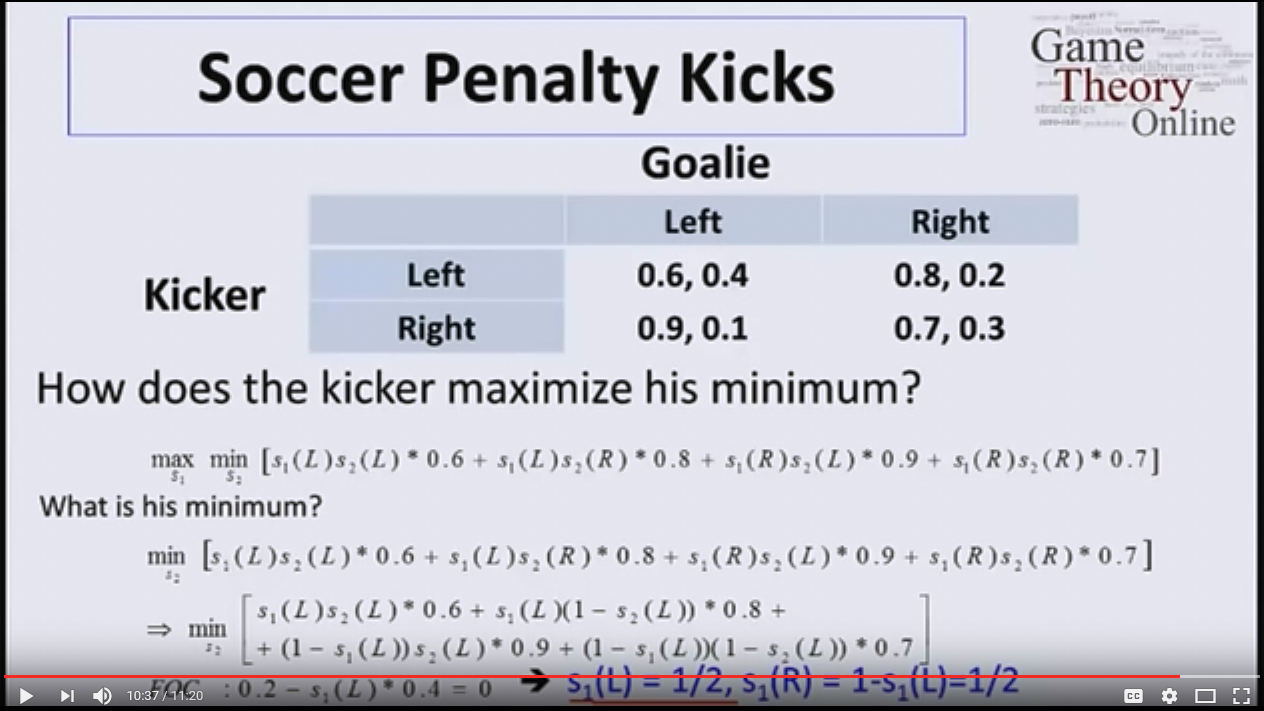 Soccer Penalty Kicks
Game
Theory
Online
Goalie
Left Right
Kicker
Left 0.6, 0.4 0.8, 0.2
Right 0.9, 0.1 0.7, 0.3
How does the kicker maximize his minimum?
max min [s₁(L)s₂(L) * 0.6 + s₁(L)s₂(R) * 0.8 + s₁(R)s₂(L) * 0.9 + s₁(R)s₂(R) * 0.7]
s₁ s₂
What is his minimum?
min [s₁(L)s₂(L) * 0.6 + s₁(L)s₂(R) * 0.8 + s₁(R)s₂(L) * 0.9 + s₁(R)s₂(R) * 0.7]
s₂
⇒ min [s₁(L)s₂(L) * 0.6 + s₁(L)(1 − s₂(L)) * 0.8 +
s₂
+ (1 − s₁(L))s₂(L) * 0.9 + (1 − s₁(L))(1 − s₂(L)) * 0.7]
FOC : 0.2 − s₁(L) * 0.4 = 0 ➔ s₁(L) = 1/2, s₁(R) = 1-s₁(L)=1/2
10:37 / 11:20
CC